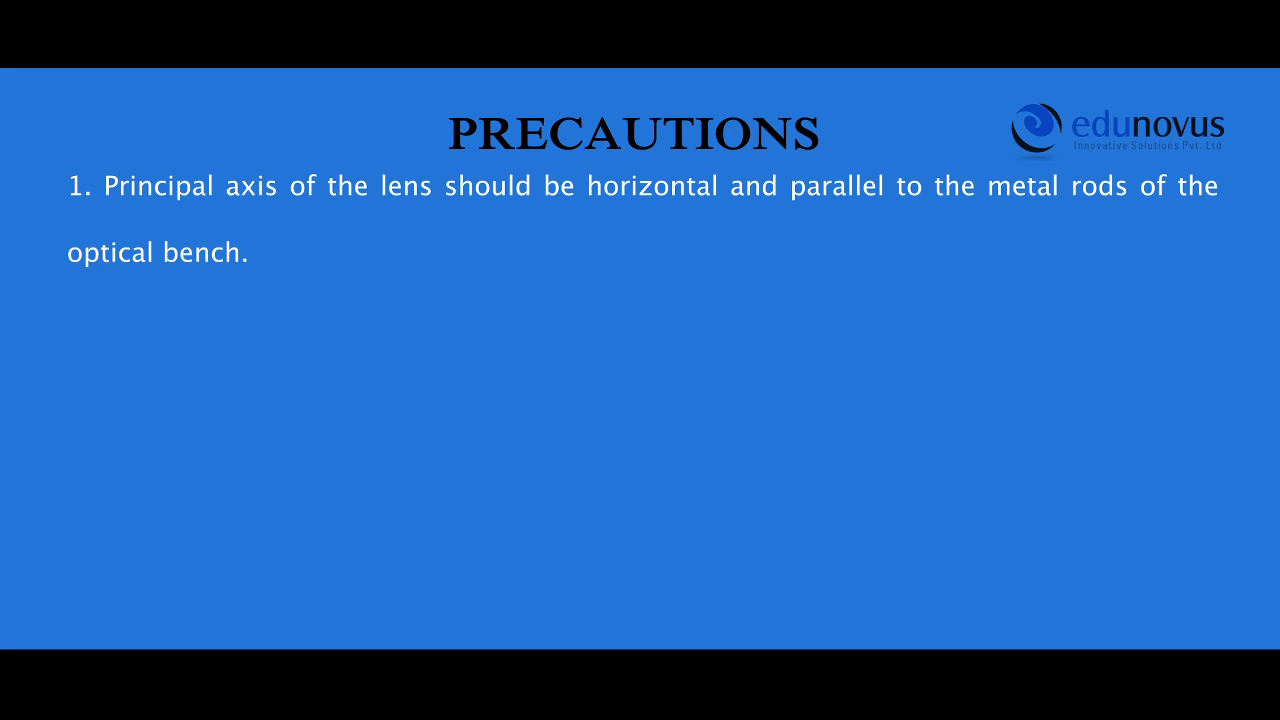 PRECAUTIONS
edunovus
Innovative Solutions Pvt. Ltd
1. Principal axis of the lens should be horizontal and parallel to the metal rods of the
optical bench.